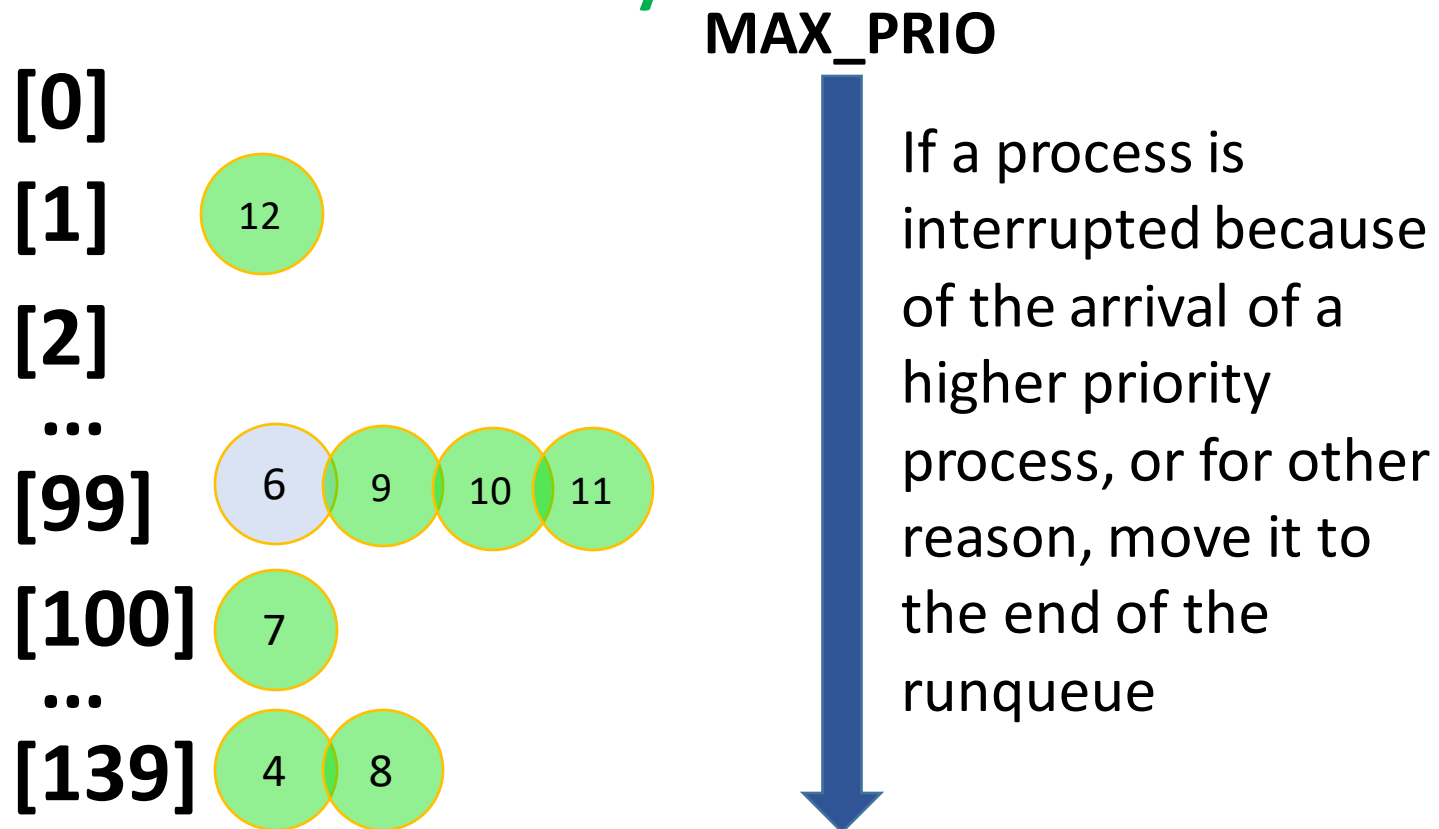 MAX_PRIO
[0]
[1] 12
[2]
...
[99] 6 9 10 11
[100] 7
...
[139] 4 8
If a process is
interrupted because
of the arrival of a
higher priority
process, or for other
reason, move it to
the end of the
runqueue